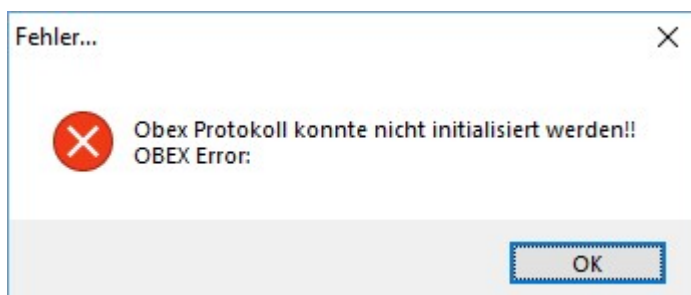 Fehler...
Obex Protokoll konnte nicht initialisiert werden!!
OBEX Error:
OK